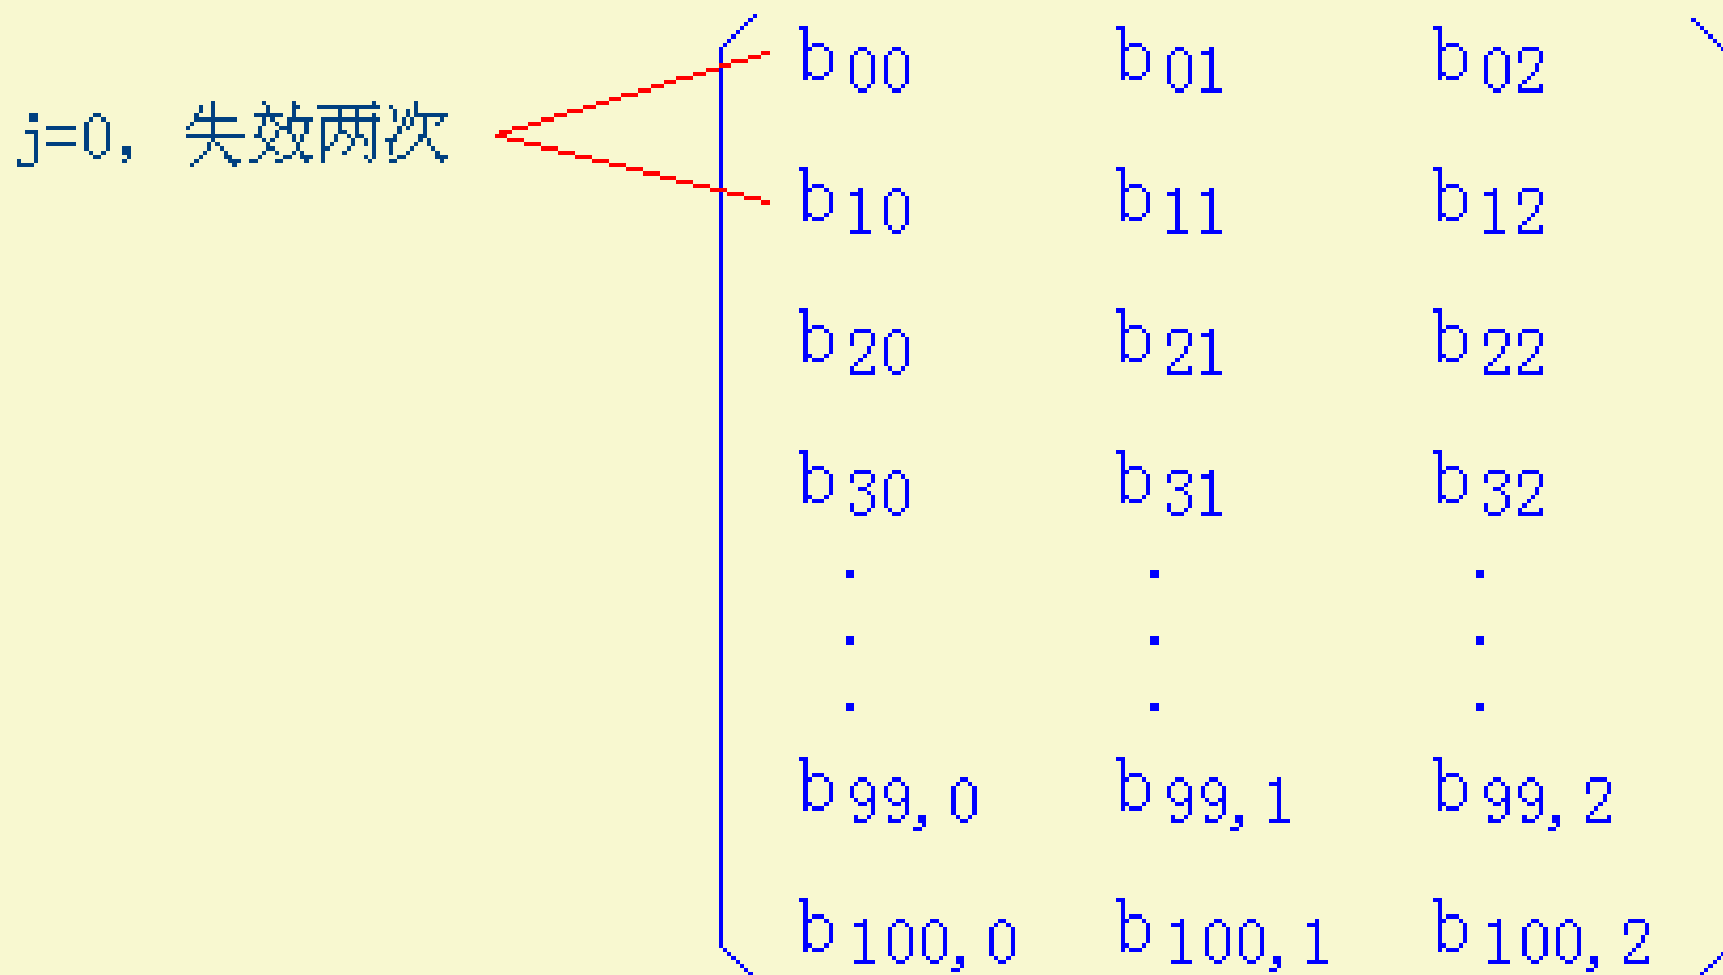 b00 b01 b02
j=0, 失效两次
b10 b11 b12
b20 b21 b22
b30 b31 b32
. . .
. . .
. . .
b99,0 b99,1 b99,2
b100,0 b100,1 b100,2